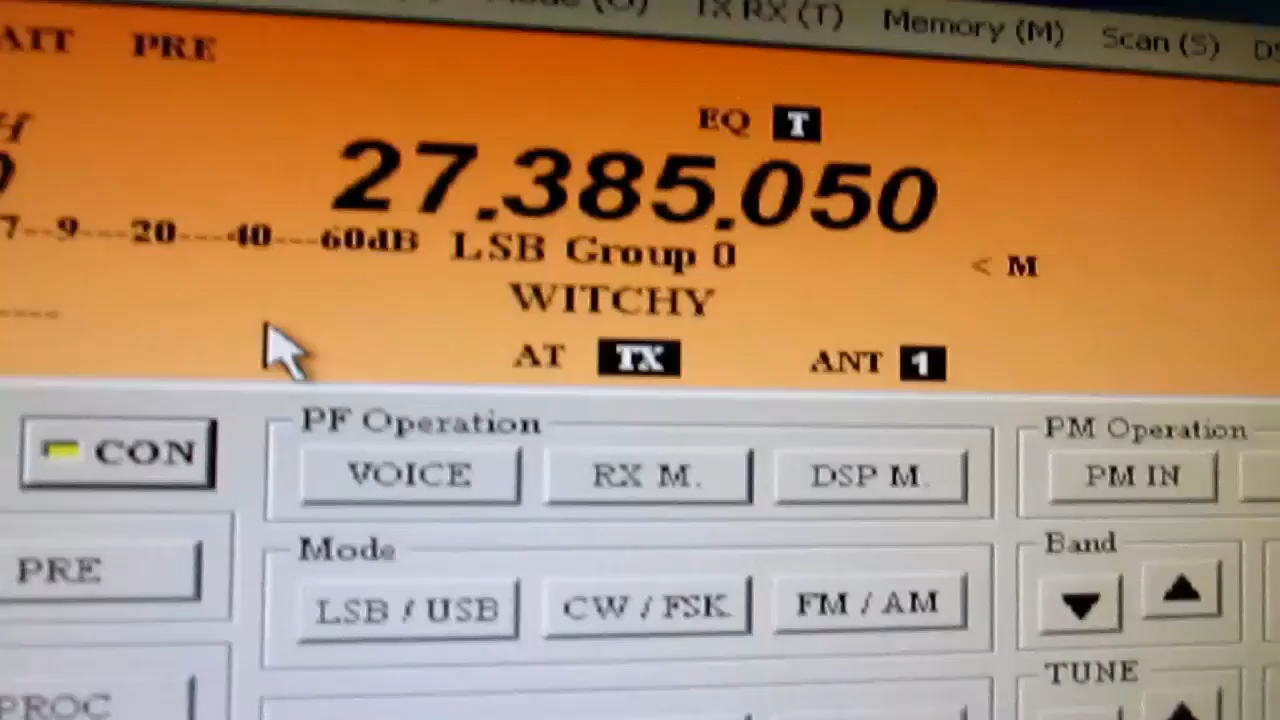 Mode (O) TX RX (T) Memory (M) Scan (S)
ATT PRE
EQ T
27.385.050
7--9---20---40---60dB LSB Group 0
< M
WITCHY
AT TX ANT 1
CON
PF Operation
VOICE RX M. DSP M.
PM Operation
PM IN
PRE
Mode
LSB / USB CW / FSK FM / AM
Band
TUNE
PROC